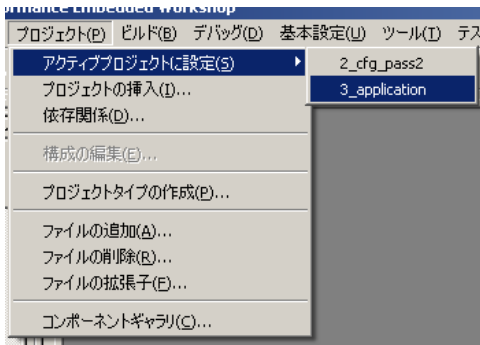 Embedded Workshop
プロジェクト(P) ビルド(B) デバッグ(D) 基本設定(U) ツール(T) テス
アクティブプロジェクトに設定(S)
2_cfg_pass2
プロジェクトの挿入(I)...
3_application
依存関係(D)...
構成の編集(E)...
プロジェクトタイプの作成(P)...
ファイルの追加(A)...
ファイルの削除(R)...
ファイルの拡張子(F)...
コンポーネントギャラリ(C)...